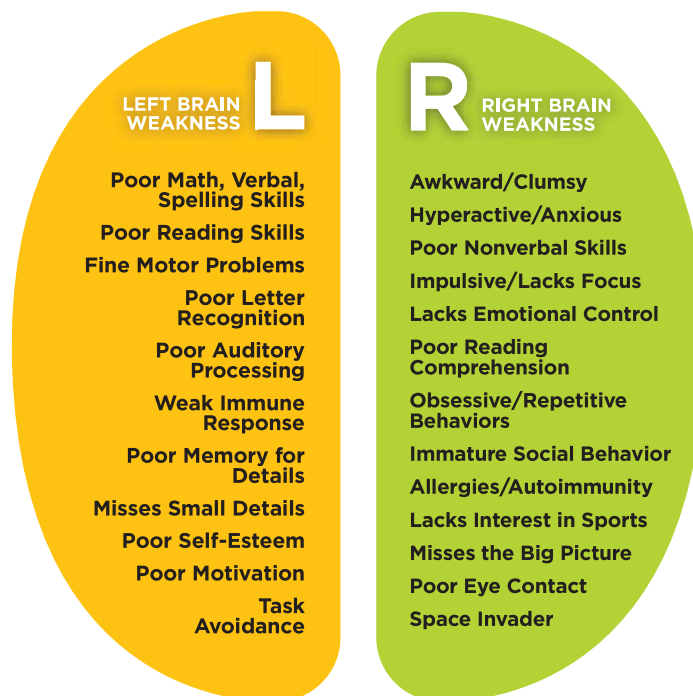 LEFT BRAIN
WEAKNESS
L
Poor Math, Verbal,
Spelling Skills
Poor Reading Skills
Fine Motor Problems
Poor Letter
Recognition
Poor Auditory
Processing
Weak Immune
Response
Poor Memory for
Details
Misses Small Details
Poor Self-Esteem
Poor Motivation
Task
Avoidance
R
RIGHT BRAIN
WEAKNESS
Awkward/Clumsy
Hyperactive/Anxious
Poor Nonverbal Skills
Impulsive/Lacks Focus
Lacks Emotional Control
Poor Reading
Comprehension
Obsessive/Repetitive
Behaviors
Immature Social Behavior
Allergies/Autoimmunity
Lacks Interest in Sports
Misses the Big Picture
Poor Eye Contact
Space Invader